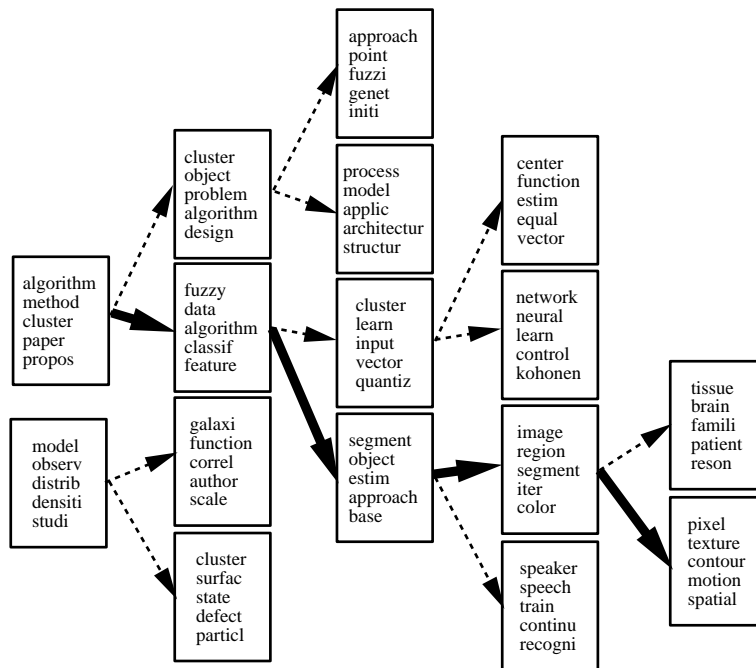 algorithm
method
cluster
paper
propos
model
observ
distrib
densiti
studi
cluster
object
problem
algorithm
design
fuzzy
data
algorithm
classif
feature
galaxi
function
correl
author
scale
cluster
surfac
state
defect
particl
approach
point
fuzzi
genet
initi
process
model
applic
architectur
structur
cluster
learn
input
vector
quantiz
segment
object
estim
approach
base
center
function
estim
equal
vector
network
neural
learn
control
kohonen
image
region
segment
iter
color
speaker
speech
train
continu
recogni
tissue
brain
famili
patient
reson
pixel
texture
contour
motion
spatial